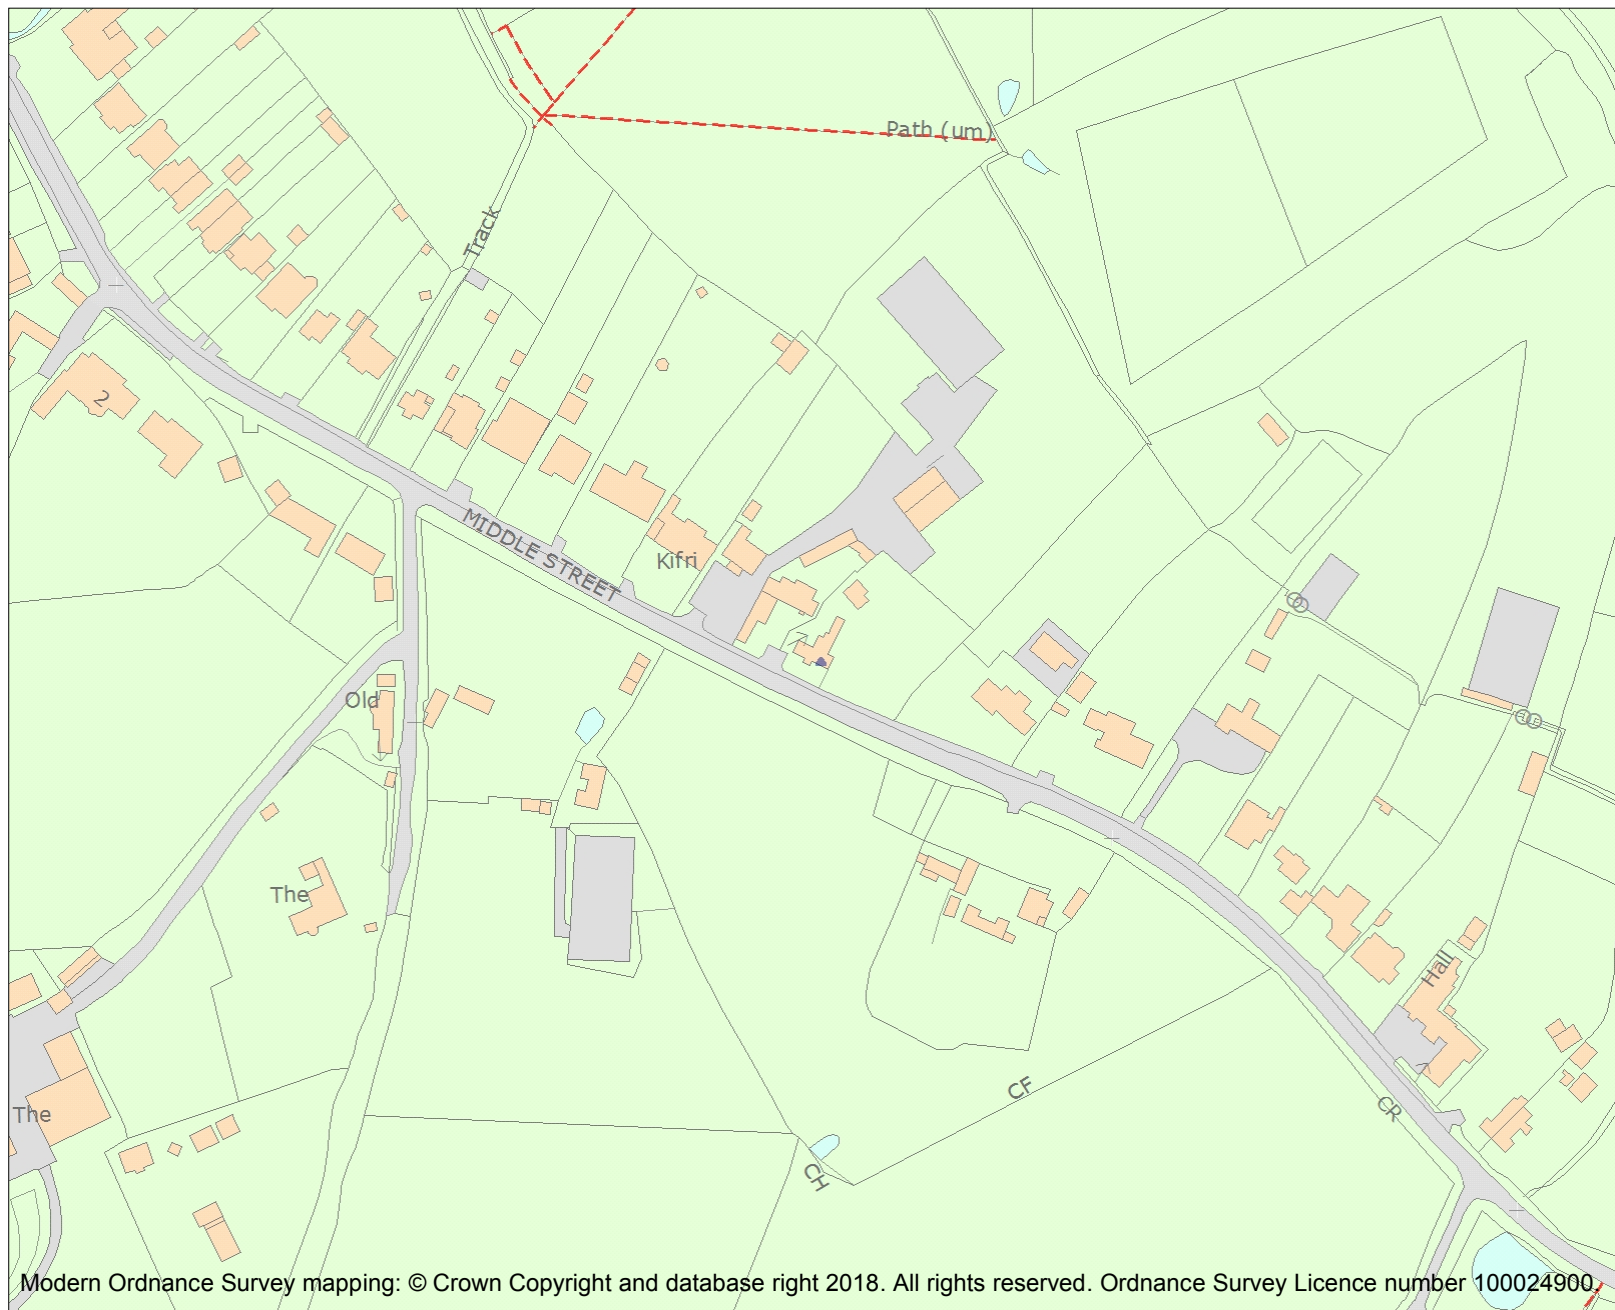 Path (um)
Track
2
MIDDLE STREET
Kifri
Old
The
Hall
CF
CR
The
CH
Modern Ordnance Survey mapping: © Crown Copyright and database right 2018. All rights reserved. Ordnance Survey Licence number 100024900.